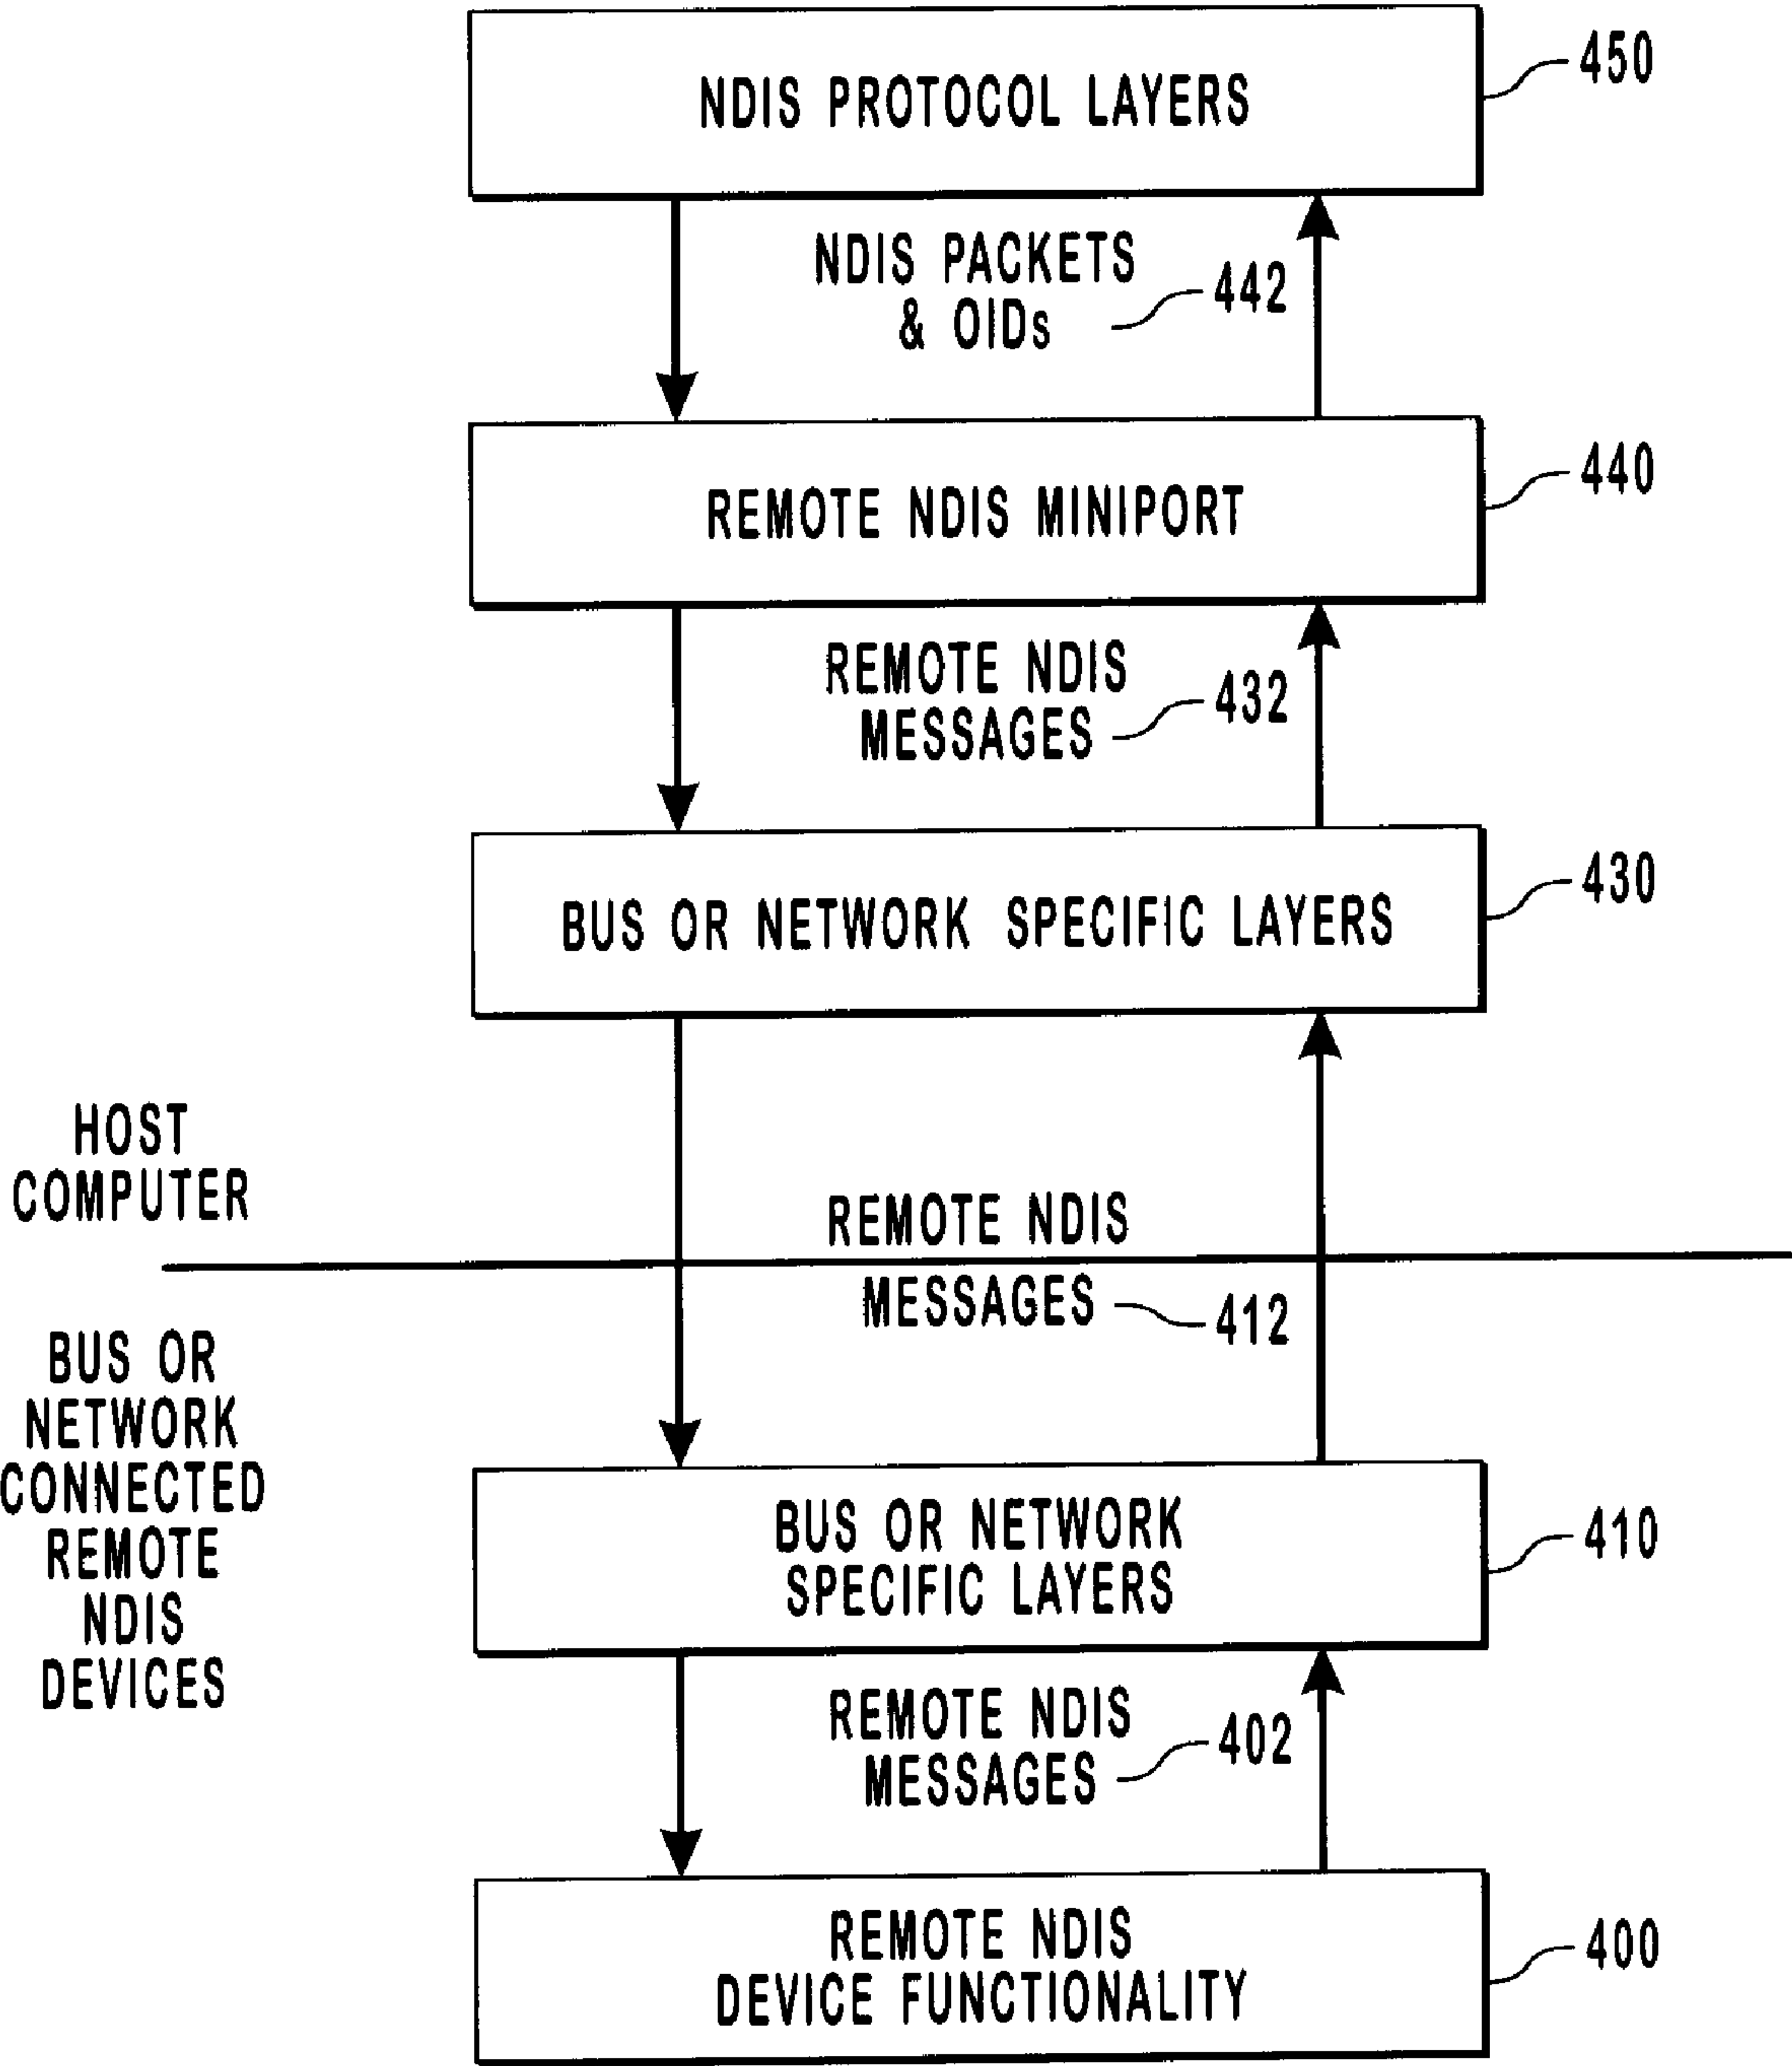 NDIS PROTOCOL LAYERS
450
NDIS PACKETS
& OIDs
442
REMOTE NDIS MINIPORT
440
REMOTE NDIS
MESSAGES
432
BUS OR NETWORK SPECIFIC LAYERS
430
HOST
COMPUTER
REMOTE NDIS
MESSAGES
412
BUS OR
NETWORK
CONNECTED
REMOTE
NDIS
DEVICES
BUS OR NETWORK
SPECIFIC LAYERS
410
REMOTE NDIS
MESSAGES
402
REMOTE NDIS
DEVICE FUNCTIONALITY
400